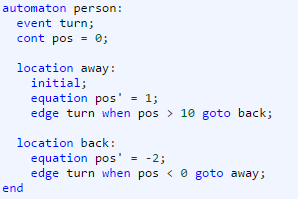 automaton person:
  event turn;
  cont pos = 0;

  location away:
    initial;
    equation pos' = 1;
    edge turn when pos > 10 goto back;

  location back:
    equation pos' = -2;
    edge turn when pos < 0 goto away;
end